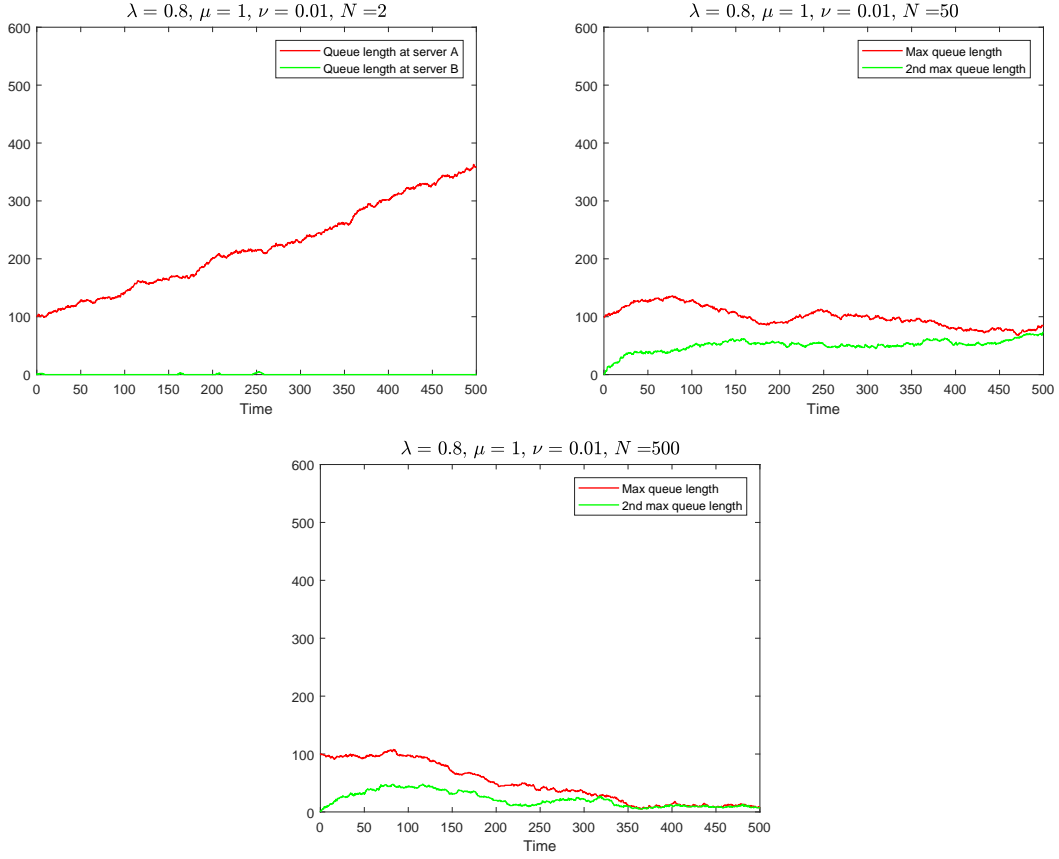 λ = 0.8, μ = 1, ν = 0.01, N =2
600
500
400
300
200
100
0
Queue length at server A
Queue length at server B
0 50 100 150 200 250 300 350 400 450 500
Time
λ = 0.8, μ = 1, ν = 0.01, N =50
600
500
400
300
200
100
0
Max queue length
2nd max queue length
0 50 100 150 200 250 300 350 400 450 500
Time
λ = 0.8, μ = 1, ν = 0.01, N =500
600
500
400
300
200
100
0
Max queue length
2nd max queue length
0 50 100 150 200 250 300 350 400 450 500
Time